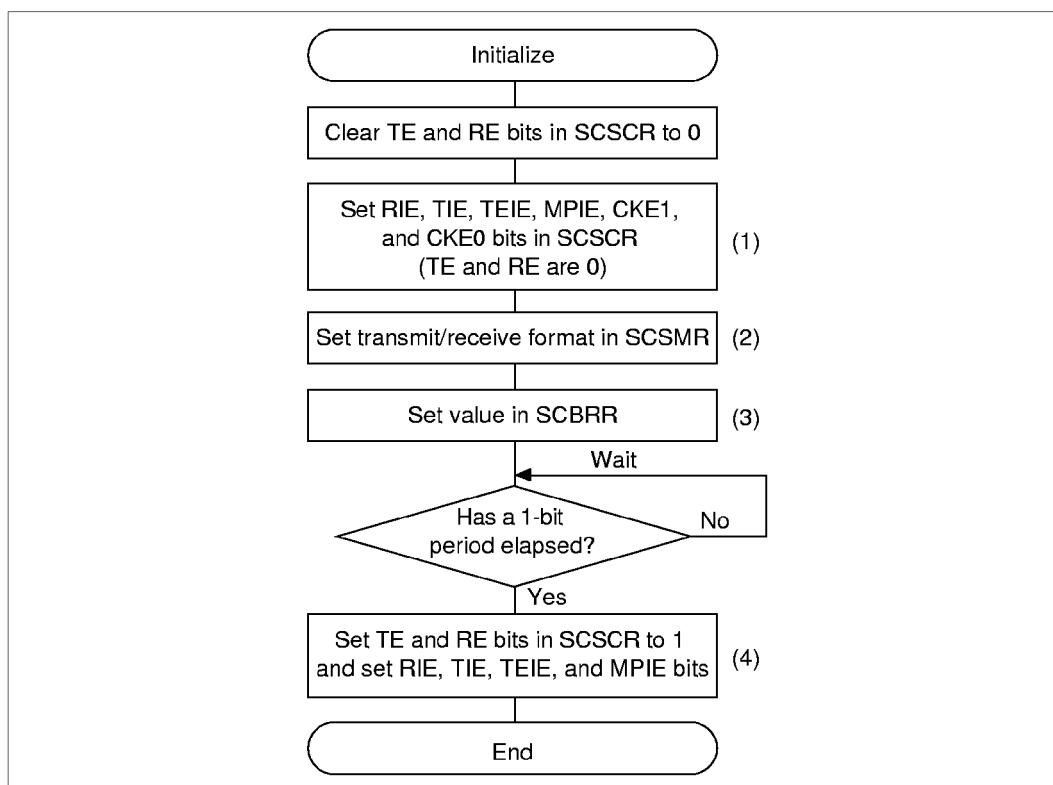 Initialize
Clear TE and RE bits in SCSCR to 0
Set RIE, TIE, TEIE, MPIE, CKE1,
and CKE0 bits in SCSCR
(TE and RE are 0)
(1)
Set transmit/receive format in SCSMR
(2)
Set value in SCBRR
(3)
Wait
Has a 1-bit
period elapsed?
No
Yes
Set TE and RE bits in SCSCR to 1
and set RIE, TIE, TEIE, and MPIE bits
(4)
End